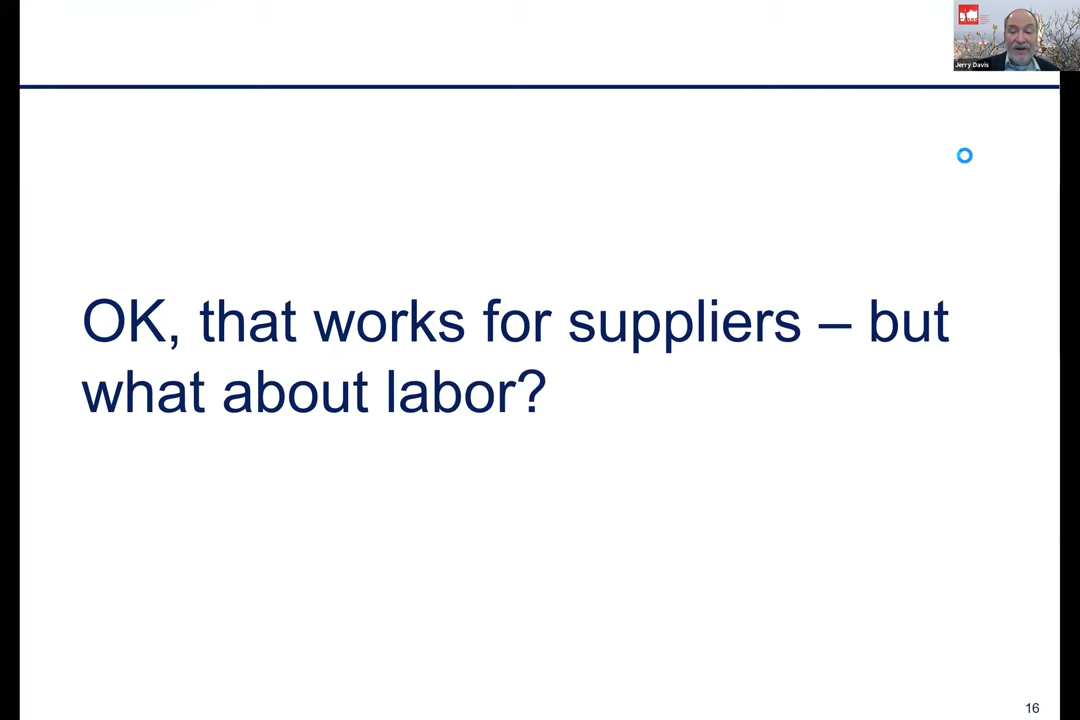 Jerry Davis
OK, that works for suppliers – but
what about labor?
16